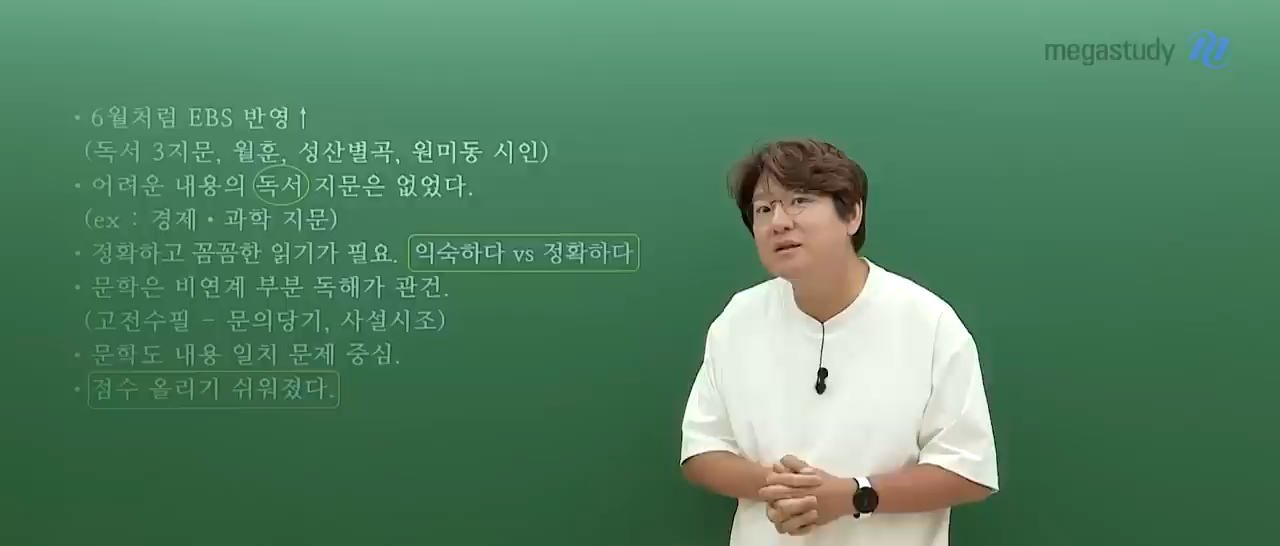 megastudy
• 6월처럼 EBS 반영↑
(독서 3지문, 월훈, 성산별곡, 원미동 시인)
• 어려운 내용의 독서 지문은 없었다.
(ex : 경제・과학 지문)
• 정확하고 꼼꼼한 읽기가 필요. 익숙하다 vs 정확하다
• 문학은 비연계 부분 독해가 관건.
(고전수필 - 문의당기, 사설시조)
• 문학도 내용 일치 문제 중심.
• 점수 올리기 쉬워졌다.